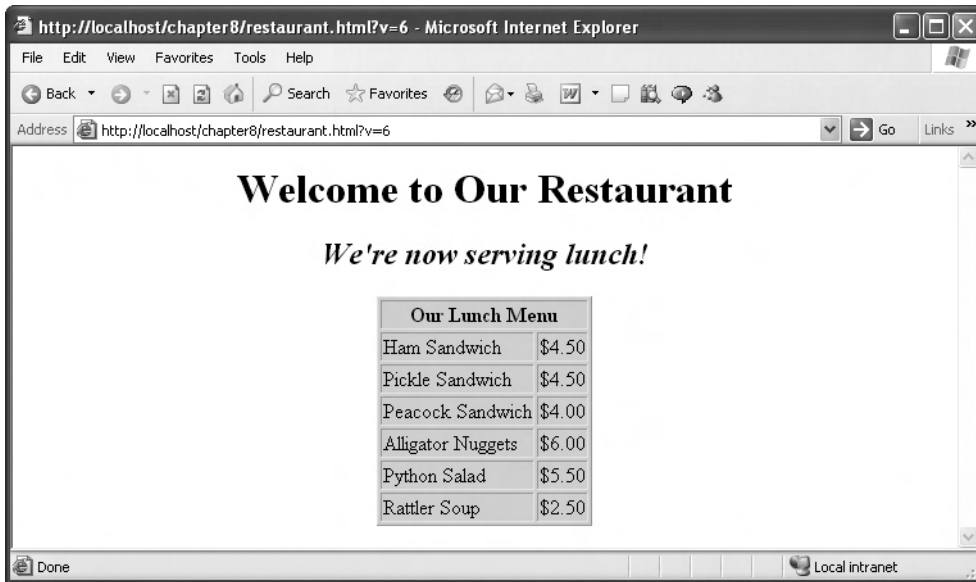 http://localhost/chapter8/restaurant.html?v=6 - Microsoft Internet Explorer
File Edit View Favorites Tools Help
Back Search Favorites W
Address http://localhost/chapter8/restaurant.html?v=6 Go Links »
Welcome to Our Restaurant
We're now serving lunch!
Our Lunch Menu
Ham Sandwich $4.50
Pickle Sandwich $4.50
Peacock Sandwich $4.00
Alligator Nuggets $6.00
Python Salad $5.50
Rattler Soup $2.50
Done Local intranet